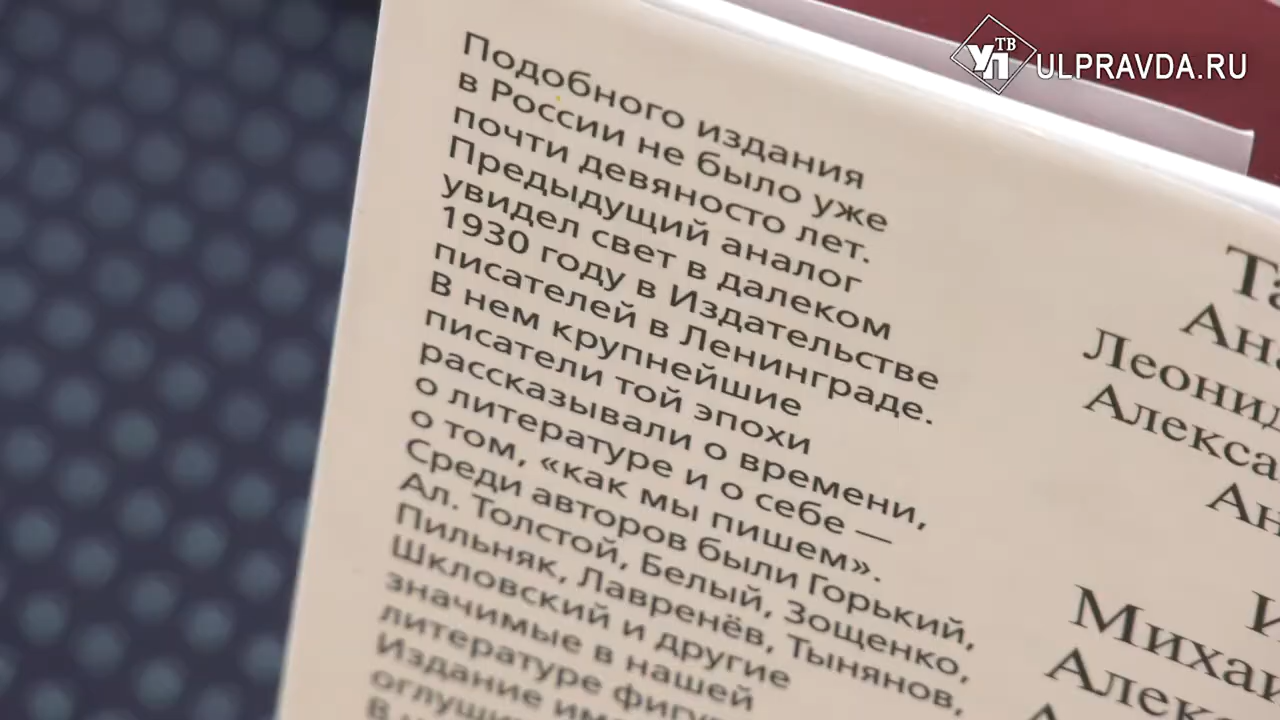 УП ТВ ULPRAVDA.RU
Подобного издания
в России не было уже
почти девяносто лет.
Предыдущий аналог
увидел свет в далеком
1930 году в Издательстве
писателей в Ленинграде.
В нем крупнейшие
писатели той эпохи
рассказывали о времени,
о литературе и о себе —
о том, «как мы пишем».
Среди авторов были Горький,
Ал. Толстой, Белый, Зощенко,
Пильняк, Лавренёв, Тынянов,
Шкловский и другие
значимые в нашей
литературе
Издание
Леонид